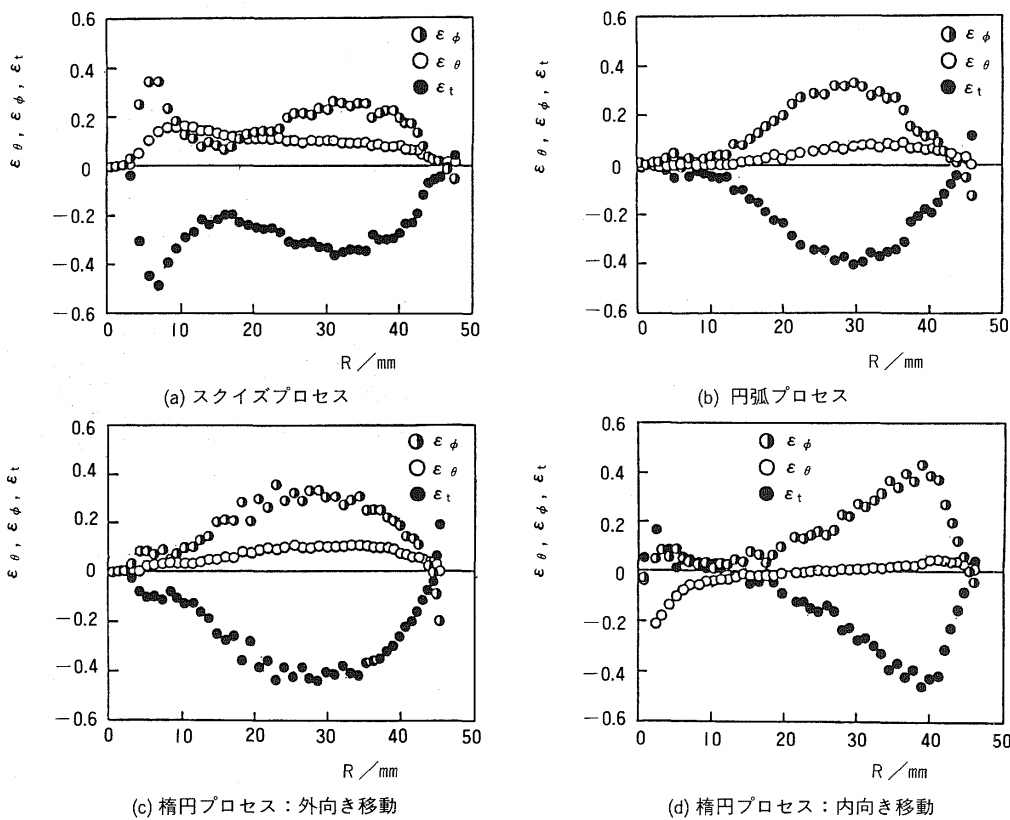 0.6
0.4
0.2
0
−0.2
−0.4
−0.6
ε θ , ε φ , ε t
ε φ
ε θ
ε t
0 10 20 30 40 50
R / mm
(a) スクイズプロセス
0.6
0.4
0.2
0
−0.2
−0.4
−0.6
ε θ , ε φ , ε t
ε φ
ε θ
ε t
0 10 20 30 40 50
R / mm
(b) 円弧プロセス
0.6
0.4
0.2
0
−0.2
−0.4
−0.6
ε θ , ε φ , ε t
ε φ
ε θ
ε t
0 10 20 30 40 50
R / mm
(c) 楕円プロセス：外向き移動
0.6
0.4
0.2
0
−0.2
−0.4
−0.6
ε θ , ε φ , ε t
ε φ
ε θ
ε t
0 10 20 30 40 50
R / mm
(d) 楕円プロセス：内向き移動